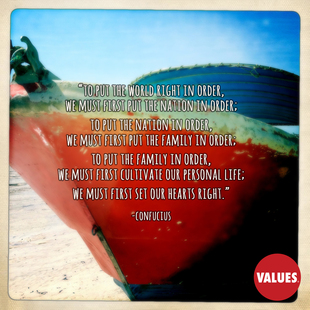 "TO PUT THE WORLD RIGHT IN ORDER,
WE MUST FIRST PUT THE NATION IN ORDER;
TO PUT THE NATION IN ORDER,
WE MUST FIRST PUT THE FAMILY IN ORDER;
TO PUT THE FAMILY IN ORDER,
WE MUST FIRST CULTIVATE OUR PERSONAL LIFE;
WE MUST FIRST SET OUR HEARTS RIGHT."
-CONFUCIUS
VALUES.